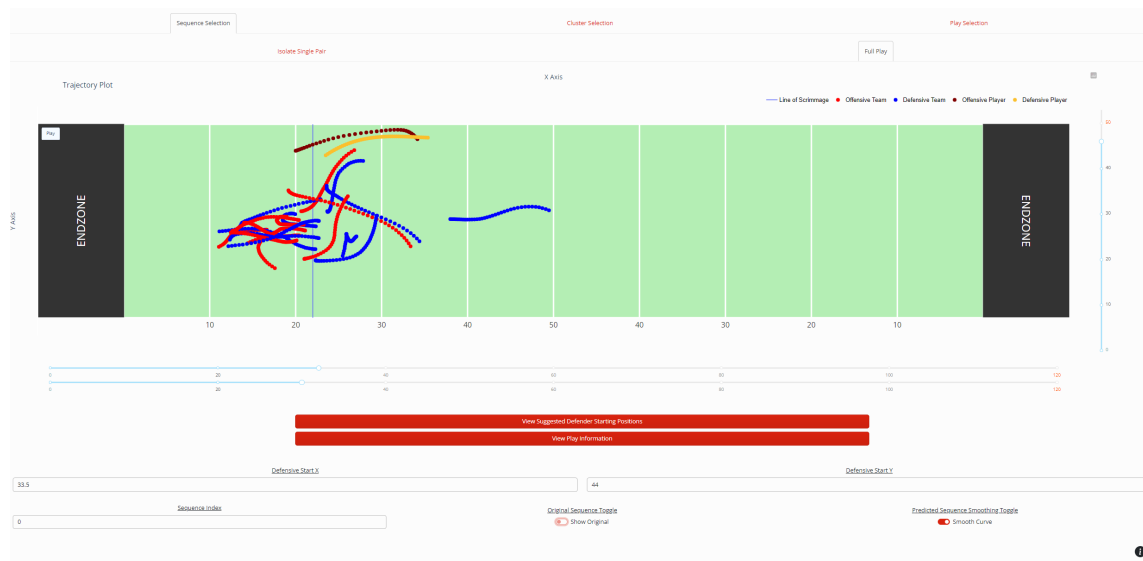 Sequence Selection Cluster Selection Play Selection
Isolate Single Pair Full Play
X Axis
Trajectory Plot
Line of Scrimmage Offensive Team Defensive Team Offensive Player Defensive Player
Play
Y Axis
ENDZONE
ENDZONE
50
40
30
20
10
0
10 20 30 40 50 40 30 20 10
0 20 40 60 80 100 120
0 20 40 60 80 100 120
View Suggested Defender Starting Positions
View Play Information
Defensive Start X Defensive Start Y
33.5 44
Sequence Index Original Sequence Toggle Predicted Sequence Smoothing Toggle
0 Show Original Smooth Curve
i